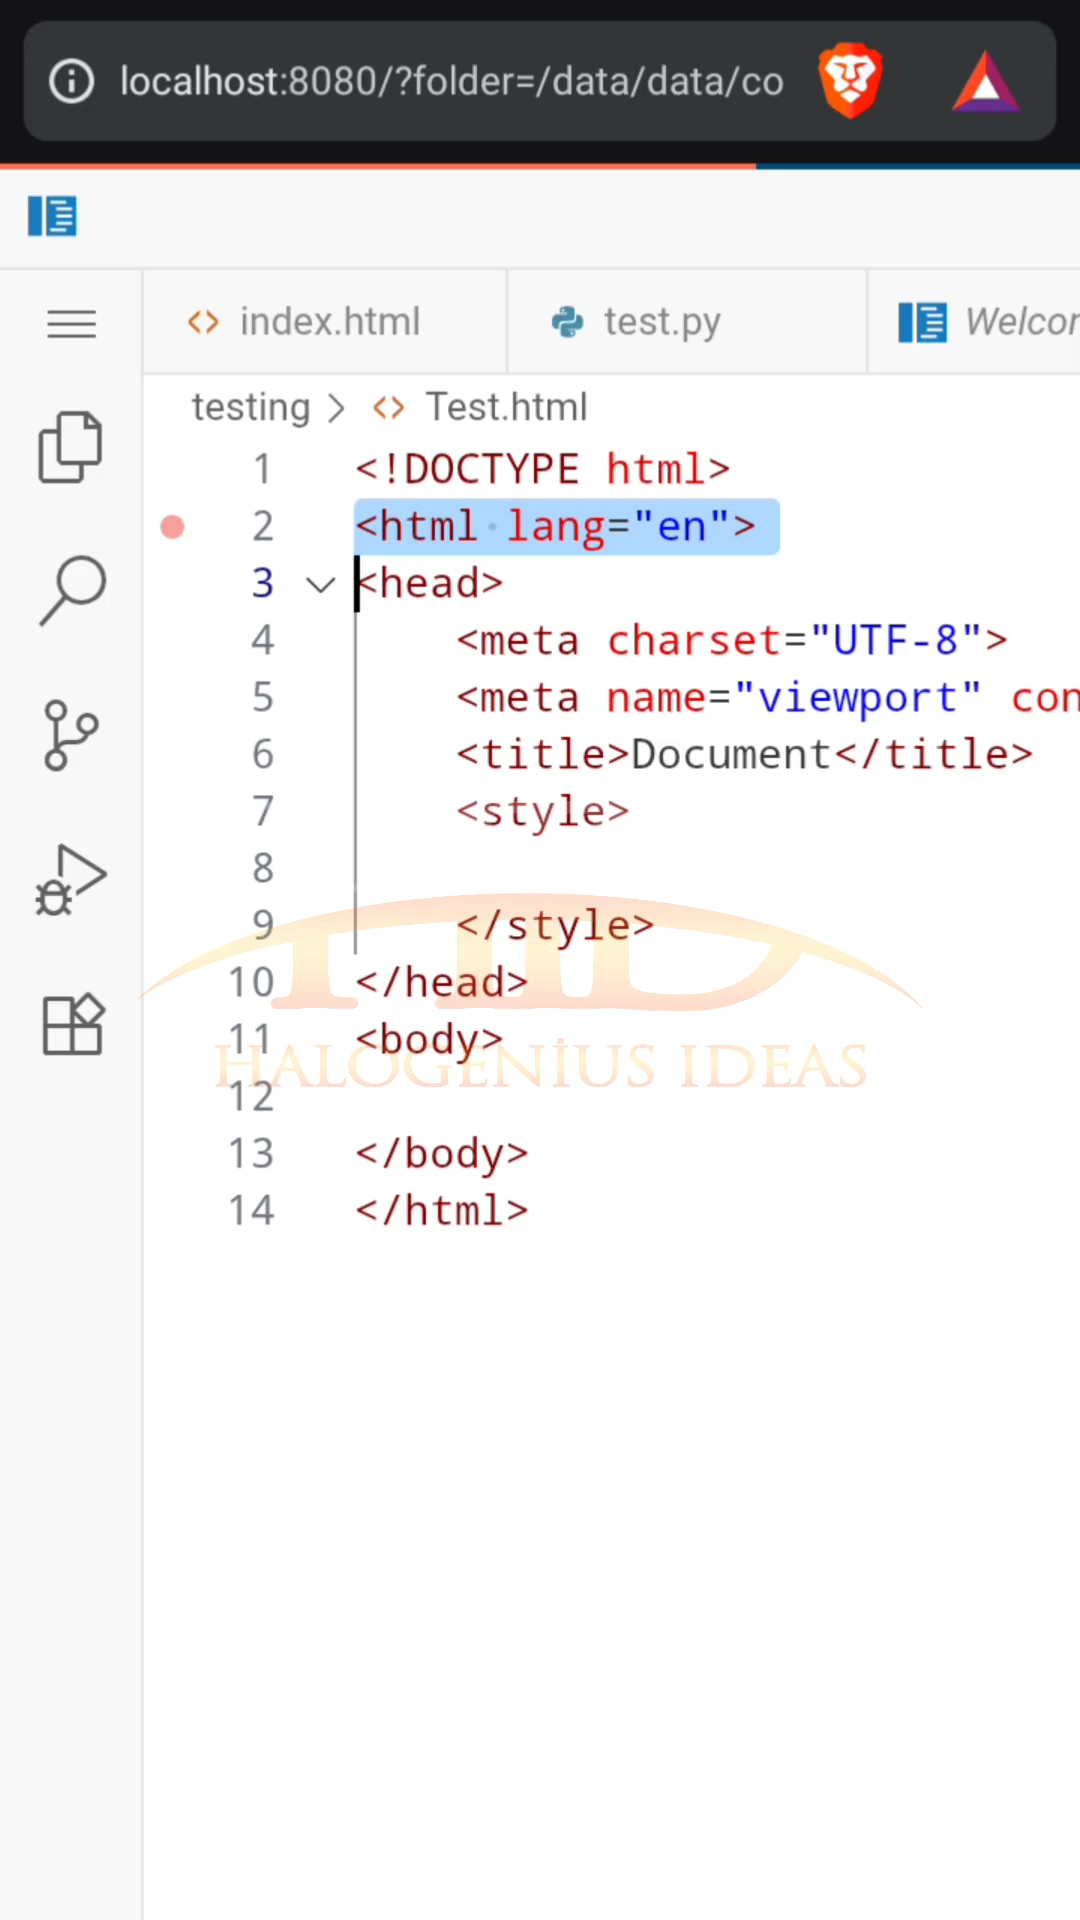 localhost:8080/?folder=/data/data/co
index.html
test.py
Welcor
testing > <> Test.html
1 <!DOCTYPE html>
2 <html lang="en">
3 <head>
4 <meta charset="UTF-8">
5 <meta name="viewport" con
6 <title>Document</title>
7 <style>
8
9 </style>
10 </head>
11 <body>
12
13 </body>
14 </html>
HALOGENİUS IDEAS